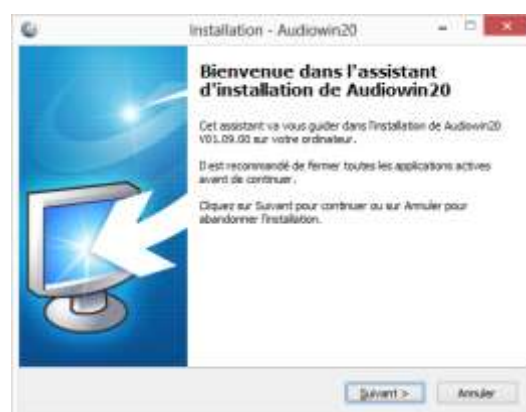 Installation - Audiowin20
Bienvenue dans l'assistant
d'installation de Audiowin20
Cet assistant va vous guider dans l'installation de Audiowin20
V01.09.00 sur votre ordinateur.
Il est recommandé de fermer toutes les applications actives
avant de continuer.
Cliquez sur Suivant pour continuer ou sur Annuler pour
abandonner l'installation.
Suivant >
Annuler